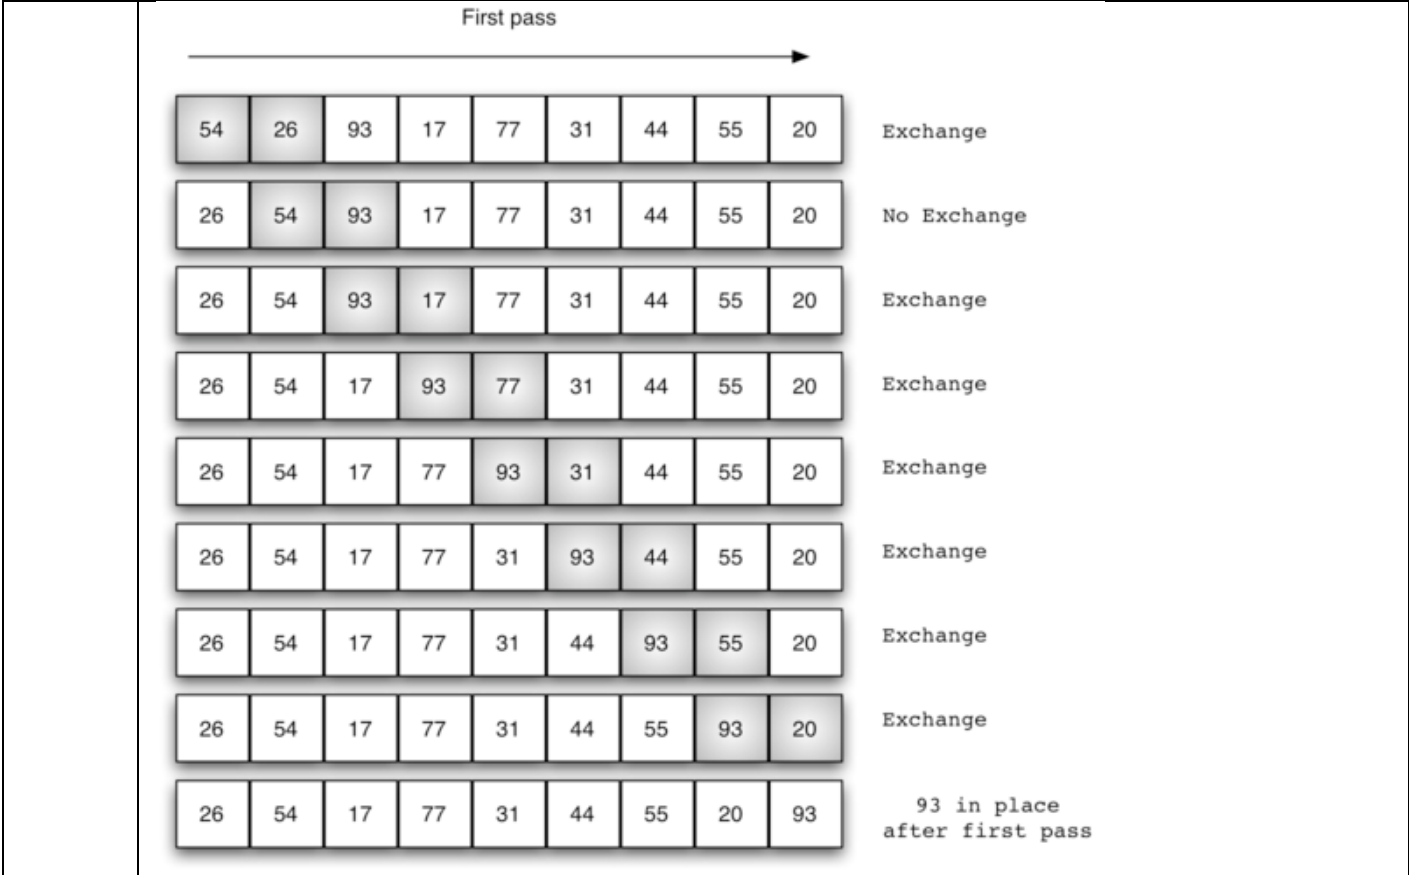 First pass
54 26 93 17 77 31 44 55 20 Exchange
26 54 93 17 77 31 44 55 20 No Exchange
26 54 93 17 77 31 44 55 20 Exchange
26 54 17 93 77 31 44 55 20 Exchange
26 54 17 77 93 31 44 55 20 Exchange
26 54 17 77 31 93 44 55 20 Exchange
26 54 17 77 31 44 93 55 20 Exchange
26 54 17 77 31 44 55 93 20 Exchange
26 54 17 77 31 44 55 20 93 93 in place
after first pass